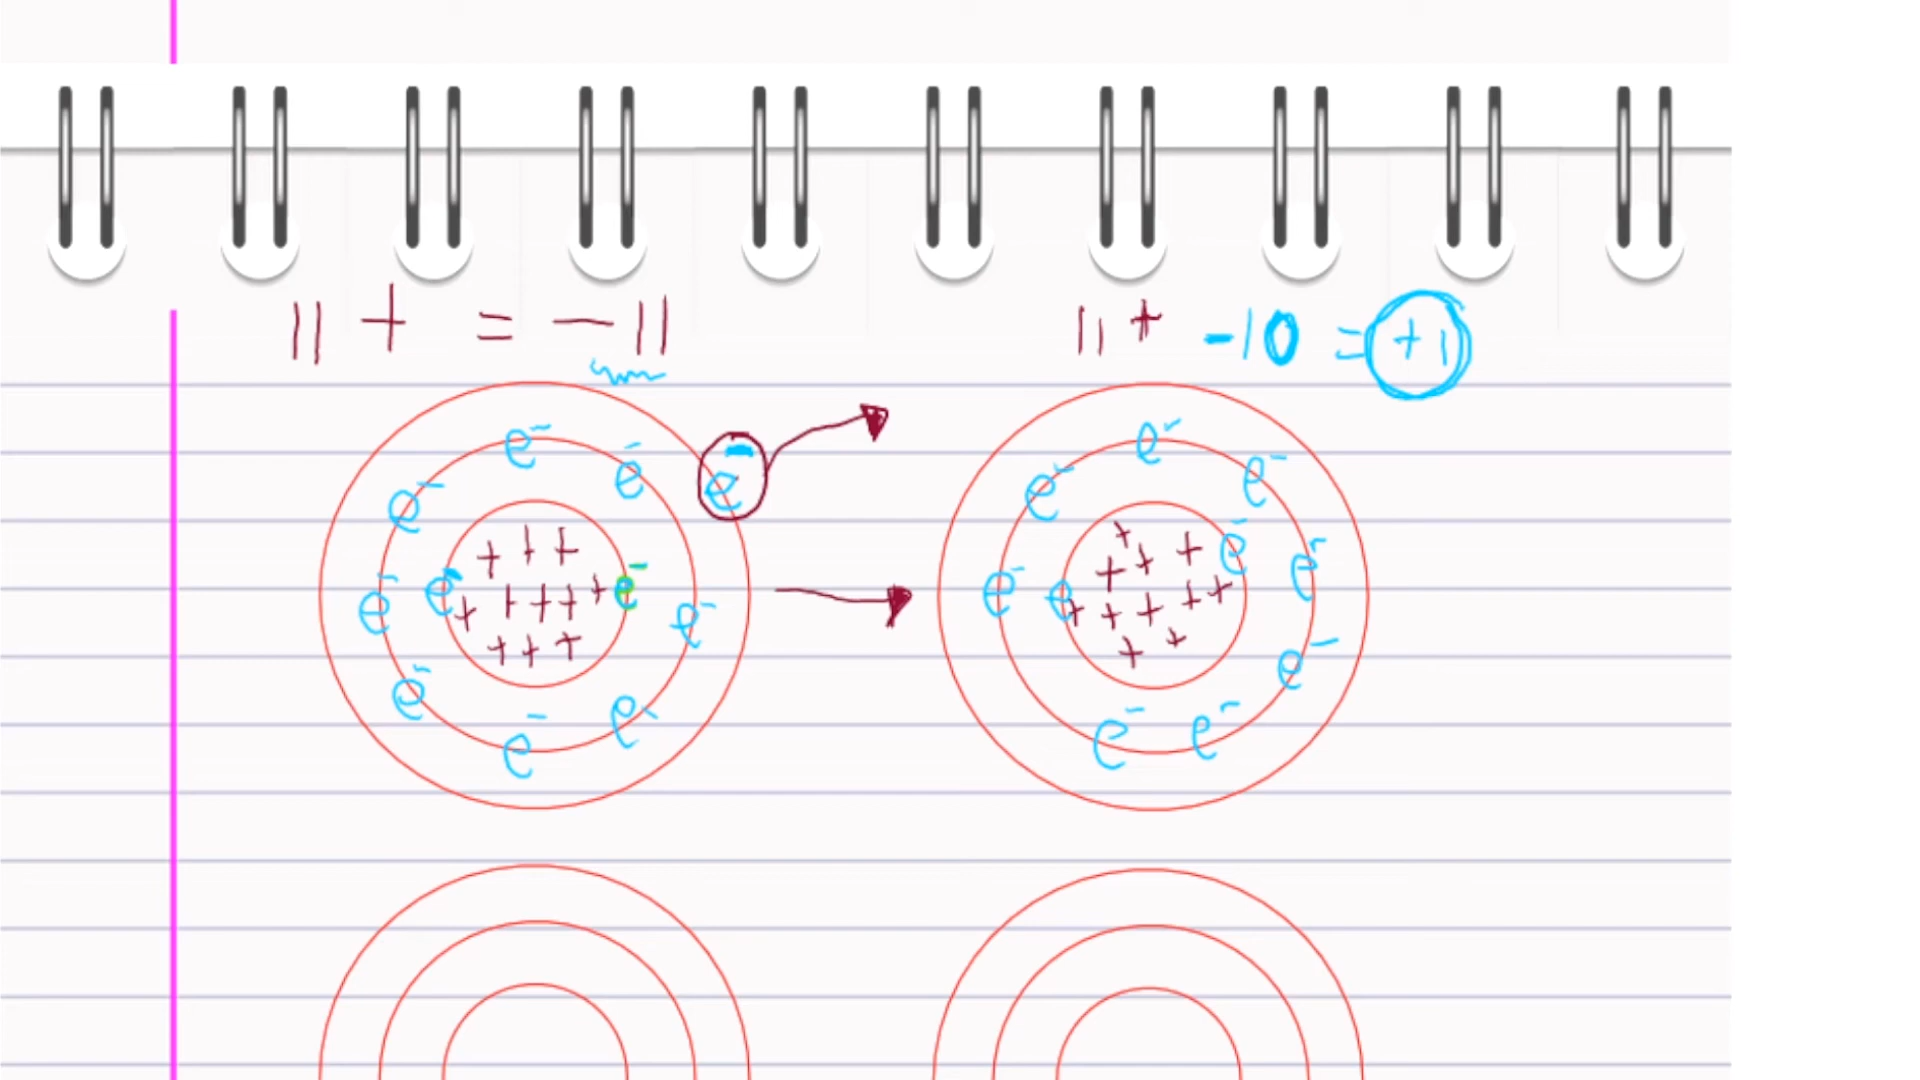 11 + = -11
11+ -10 = +1
e⁻ e⁻ e⁻ e⁻
e⁻ e e⁻ e⁻
e⁻ e⁻ e⁻
+ + +
+ + + + +
+ + +
e⁻ e⁻ e⁻
e⁻ e⁻
e⁻ e e⁻
e⁻ e⁻
+ + +
+
+ + + + +
+ +